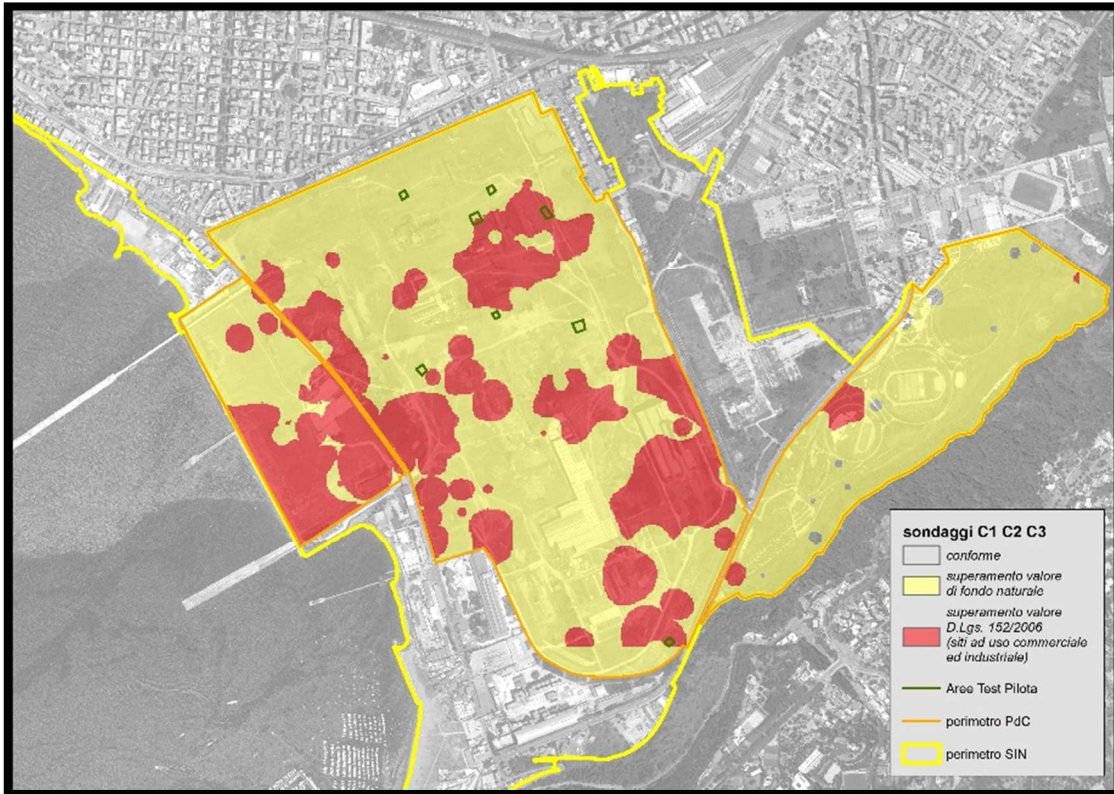 sondaggi C1 C2 C3
conforme
superamento valore
di fondo naturale
superamento valore
D.Lgs. 152/2006
(siti ad uso commerciale
ed industriale)
Aree Test Pilota
perimetro PdC
perimetro SIN